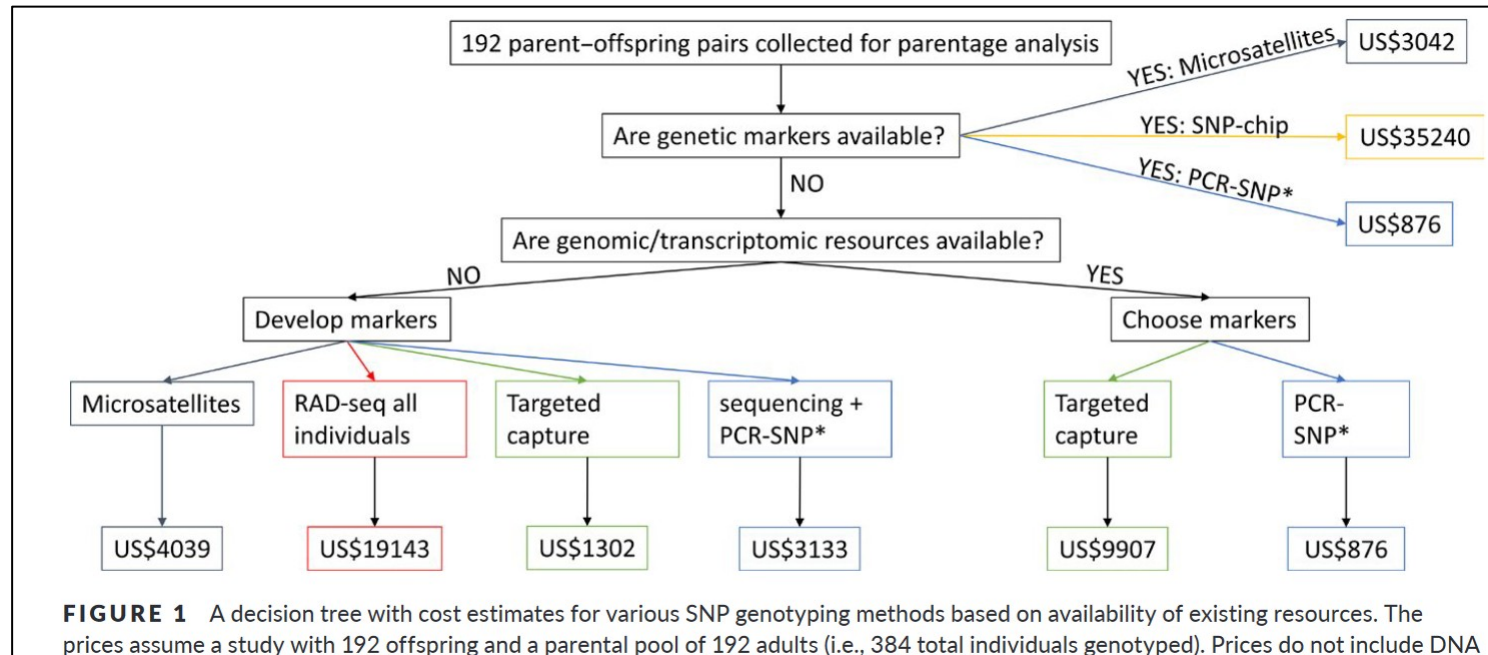 192 parent–offspring pairs collected for parentage analysis
YES: Microsatellites
US$3042
Are genetic markers available?
YES: SNP-chip
US$35240
YES: PCR-SNP*
US$876
NO
Are genomic/transcriptomic resources available?
NO
YES
Develop markers
Choose markers
Microsatellites
RAD-seq all
individuals
Targeted
capture
sequencing +
PCR-SNP*
Targeted
capture
PCR-
SNP*
US$4039
US$19143
US$1302
US$3133
US$9907
US$876
FIGURE 1 A decision tree with cost estimates for various SNP genotyping methods based on availability of existing resources. The
prices assume a study with 192 offspring and a parental pool of 192 adults (i.e., 384 total individuals genotyped). Prices do not include DNA